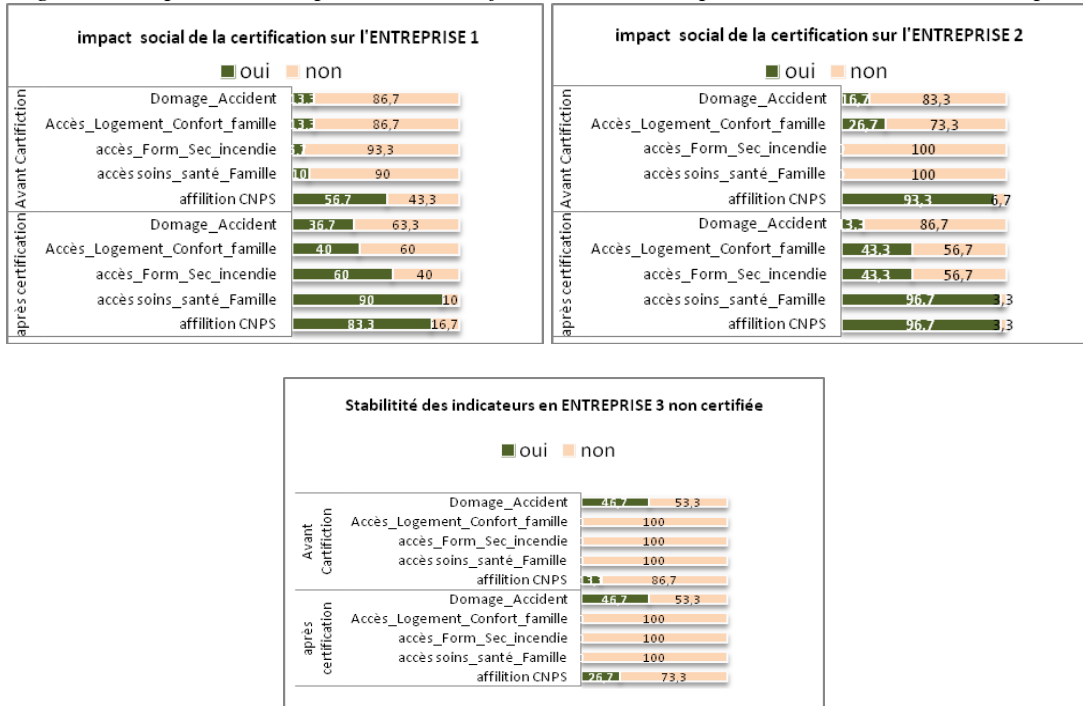 impact social de la certification sur l'ENTREPRISE 1
oui non
Avant Cartifiction
Domage_Accident 13.3 86,7
Accès_Logement_Confort_famille 13.3 86,7
accès_Form_Sec_incendie 93,3
accès soins_santé_Famille 10 90
affilition CNPS 56.7 43,3
après certification
Domage_Accident 36.7 63,3
Accès_Logement_Confort_famille 40 60
accès_Form_Sec_incendie 60 40
accès soins_santé_Famille 90 10
affilition CNPS 83.3 16,7
impact social de la certification sur l'ENTREPRISE 2
oui non
Avant Cartifiction
Domage_Accident 16.7 83,3
Accès_Logement_Confort_famille 26.7 73,3
accès_Form_Sec_incendie 100
accès soins_santé_Famille 100
affilition CNPS 93.3 6,7
après certification
Domage_Accident 86,7
Accès_Logement_Confort_famille 43.3 56,7
accès_Form_Sec_incendie 43.3 56,7
accès soins_santé_Famille 96.7 3,3
affilition CNPS 96.7 3,3
Stabilitité des indicateurs en ENTREPRISE 3 non certifiée
oui non
Avant
Cartifiction
Domage_Accident 46,7 53,3
Accès_Logement_Confort_famille 100
accès_Form_Sec_incendie 100
accès soins_santé_Famille 100
affilition CNPS 86,7
après
certification
Domage_Accident 46,7 53,3
Accès_Logement_Confort_famille 100
accès_Form_Sec_incendie 100
accès soins_santé_Famille 100
affilition CNPS 26,7 73,3